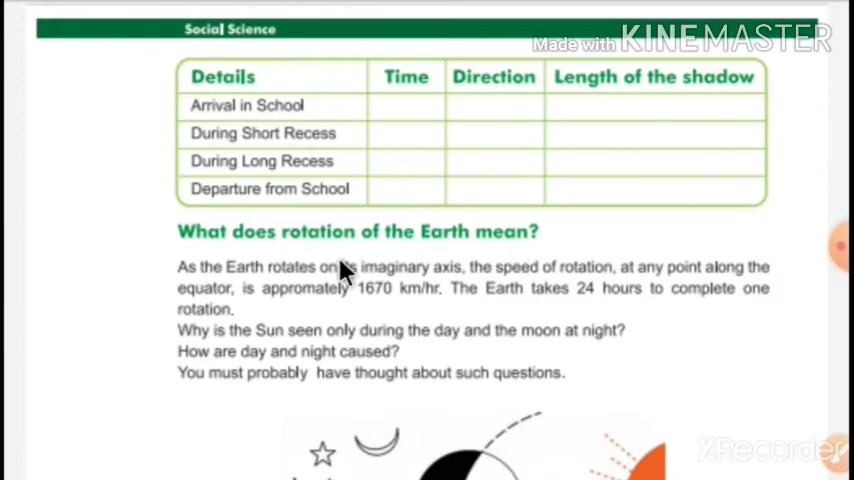 Social Science
Made with KINEMASTER
Details Time Direction Length of the shadow
Arrival in School
During Short Recess
During Long Recess
Departure from School
What does rotation of the Earth mean?
As the Earth rotates on its imaginary axis, the speed of rotation, at any point along the
equator, is appromately 1670 km/hr. The Earth takes 24 hours to complete one
rotation.
Why is the Sun seen only during the day and the moon at night?
How are day and night caused?
You must probably have thought about such questions.
XRecorder